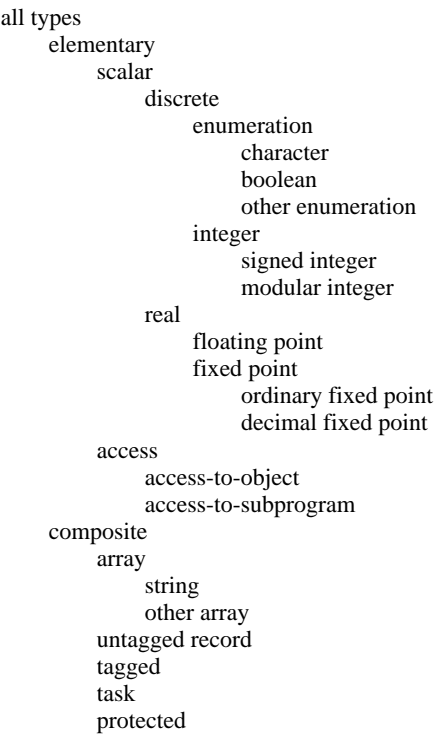 all types
elementary
scalar
discrete
enumeration
character
boolean
other enumeration
integer
signed integer
modular integer
real
floating point
fixed point
ordinary fixed point
decimal fixed point
access
access-to-object
access-to-subprogram
composite
array
string
other array
untagged record
tagged
task
protected